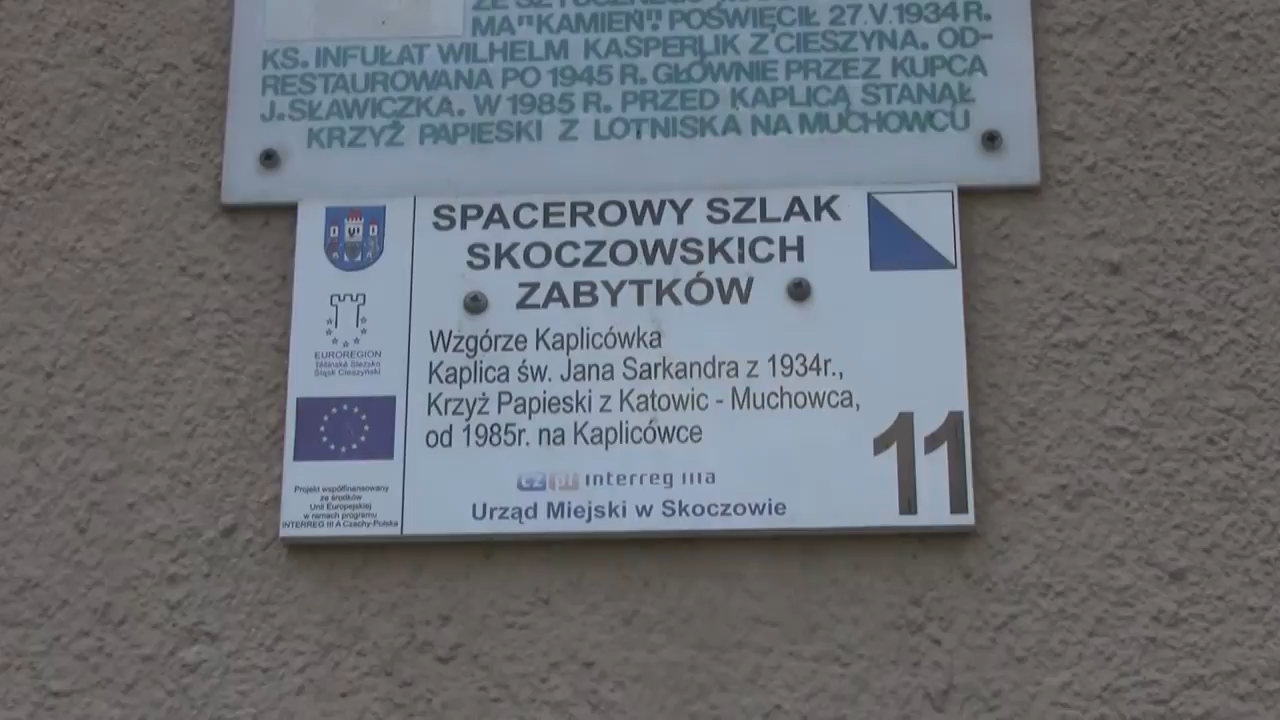 MA "KAMIEŃ". POŚWIĘCIŁ 27.V.1934 R.
KS. INFUŁAT WILHELM KASPERLIK Z CIESZYNA. OD-
RESTAUROWANA PO 1945 R. GŁÓWNIE PRZEZ KUPCA
J.SŁAWICZKA. W 1985 R. PRZED KAPLICĄ STANĄŁ
KRZYŻ PAPIESKI Z LOTNISKA NA MUCHOWCU
SPACEROWY SZLAK
SKOCZOWSKICH
ZABYTKÓW
Wzgórze Kaplicówka
Kaplica św. Jana Sarkandra z 1934r.,
Krzyż Papieski z Katowic - Muchowca,
od 1985r. na Kaplicówce
11
cz pl interreg IIIa
Urząd Miejski w Skoczowie
EUROREGION
Těšínské Slezsko
Śląsk Cieszyński
Projekt współfinansowany
ze środków
Unii Europejskiej
w ramach programu
INTERREG III A Czechy-Polska